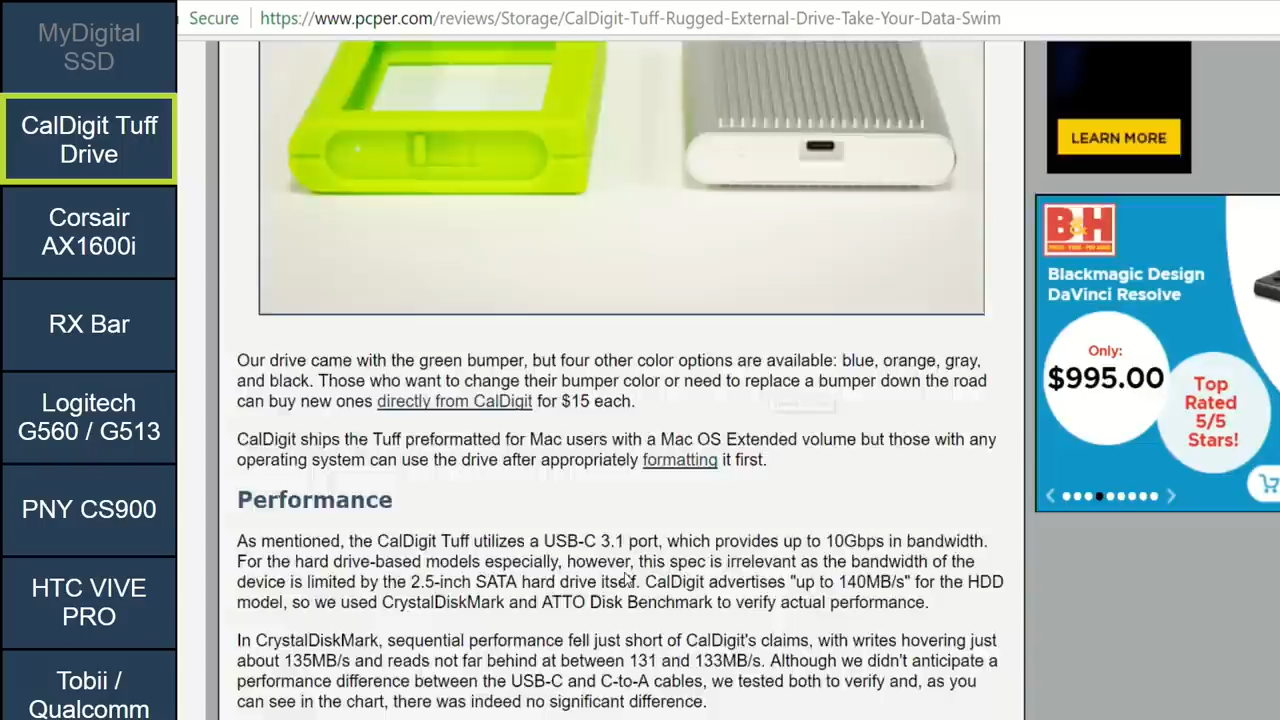 MyDigital
SSD
CalDigit Tuff
Drive
Corsair
AX1600i
RX Bar
Logitech
G560 / G513
PNY CS900
HTC VIVE
PRO
Tobii /
Qualcomm
Secure
https://www.pcper.com/reviews/Storage/CalDigit-Tuff-Rugged-External-Drive-Take-Your-Data-Swim
Our drive came with the green bumper, but four other color options are available: blue, orange, gray,
and black. Those who want to change their bumper color or need to replace a bumper down the road
can buy new ones directly from CalDigit for $15 each.
CalDigit ships the Tuff preformatted for Mac users with a Mac OS Extended volume but those with any
operating system can use the drive after appropriately formatting it first.
Performance
As mentioned, the CalDigit Tuff utilizes a USB-C 3.1 port, which provides up to 10Gbps in bandwidth.
For the hard drive-based models especially, however, this spec is irrelevant as the bandwidth of the
device is limited by the 2.5-inch SATA hard drive itself. CalDigit advertises "up to 140MB/s" for the HDD
model, so we used CrystalDiskMark and ATTO Disk Benchmark to verify actual performance.
In CrystalDiskMark, sequential performance fell just short of CalDigit's claims, with writes hovering just
about 135MB/s and reads not far behind at between 131 and 133MB/s. Although we didn't anticipate a
performance difference between the USB-C and C-to-A cables, we tested both to verify and, as you
can see in the chart, there was indeed no significant difference.
LEARN MORE
B&H
Blackmagic Design
DaVinci Resolve
Only:
$995.00
Top
Rated
5/5
Stars!